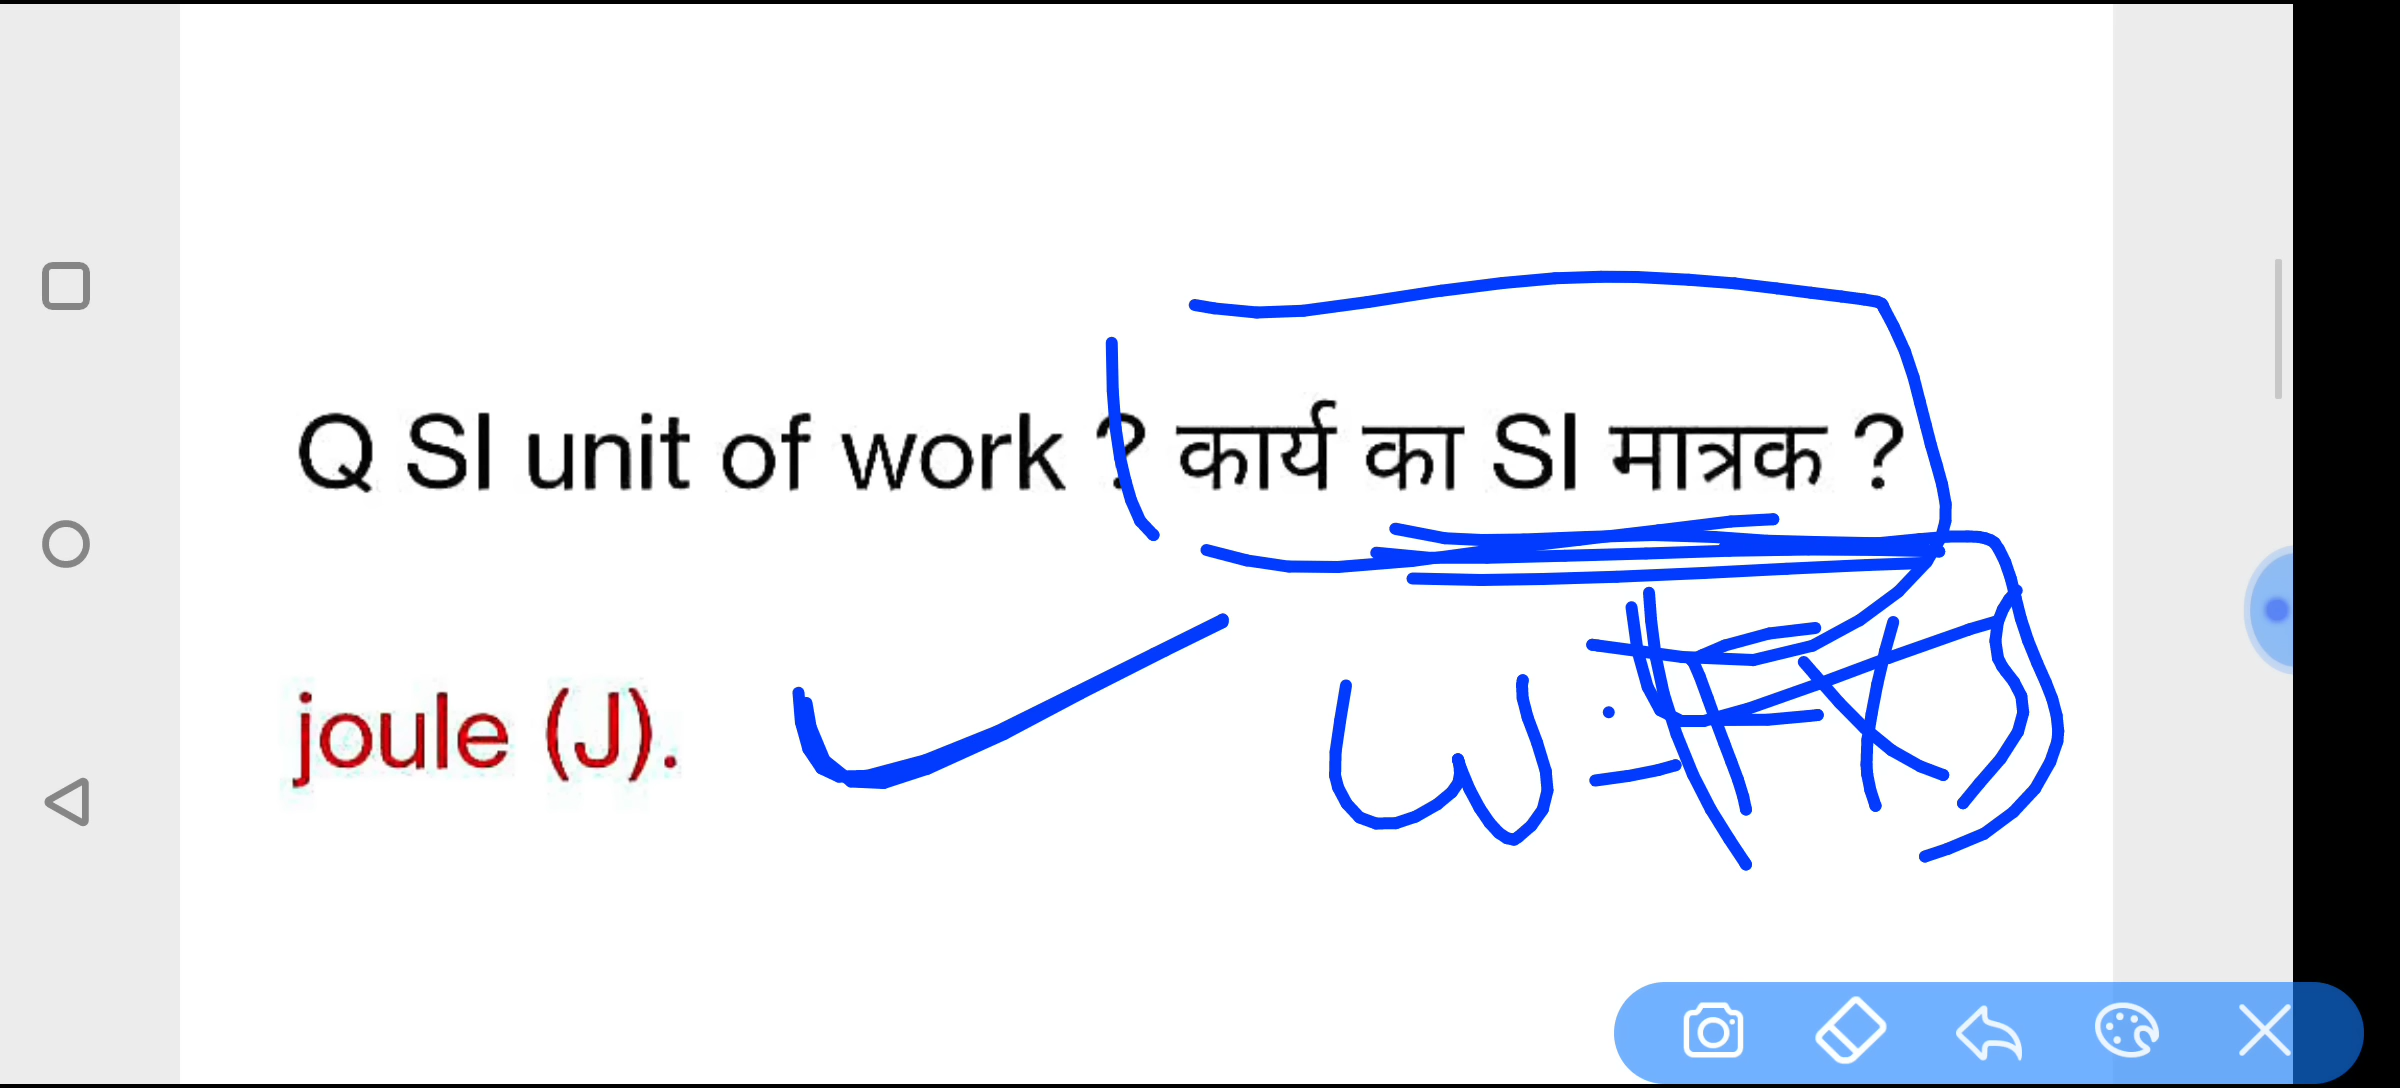 Q SI unit of work ? कार्य का SI मात्रक ?
joule (J).
W =